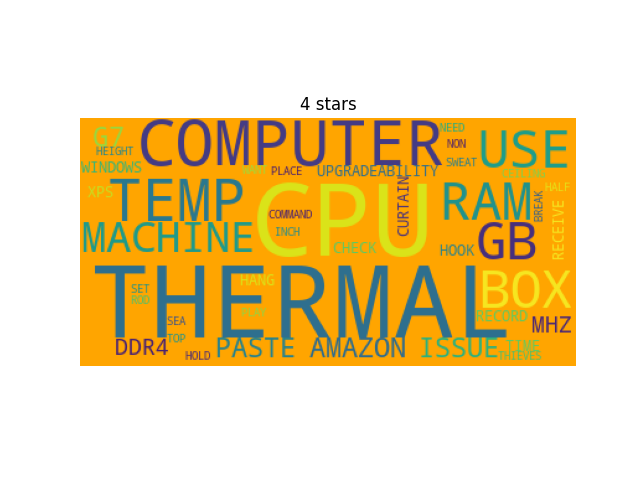 4 stars
G7
COMPUTER
NEED
NON
USE
HEIGHT
WINDOWS
PLACE
UPGRADEABILITY
SWEAT
CEILING
XPS
TEMP
CPU
CURTAIN
RAM
BREAK
HALF
RECEIVE
COMMAND
INCH
MACHINE
CHECK
HOOK
GB
THERMAL
HANG
BOX
SET
ROD
SEA
TOP
RECORD
MHZ
DDR4
HOLD
PASTE
AMAZON
ISSUE
TIME
THIEVES